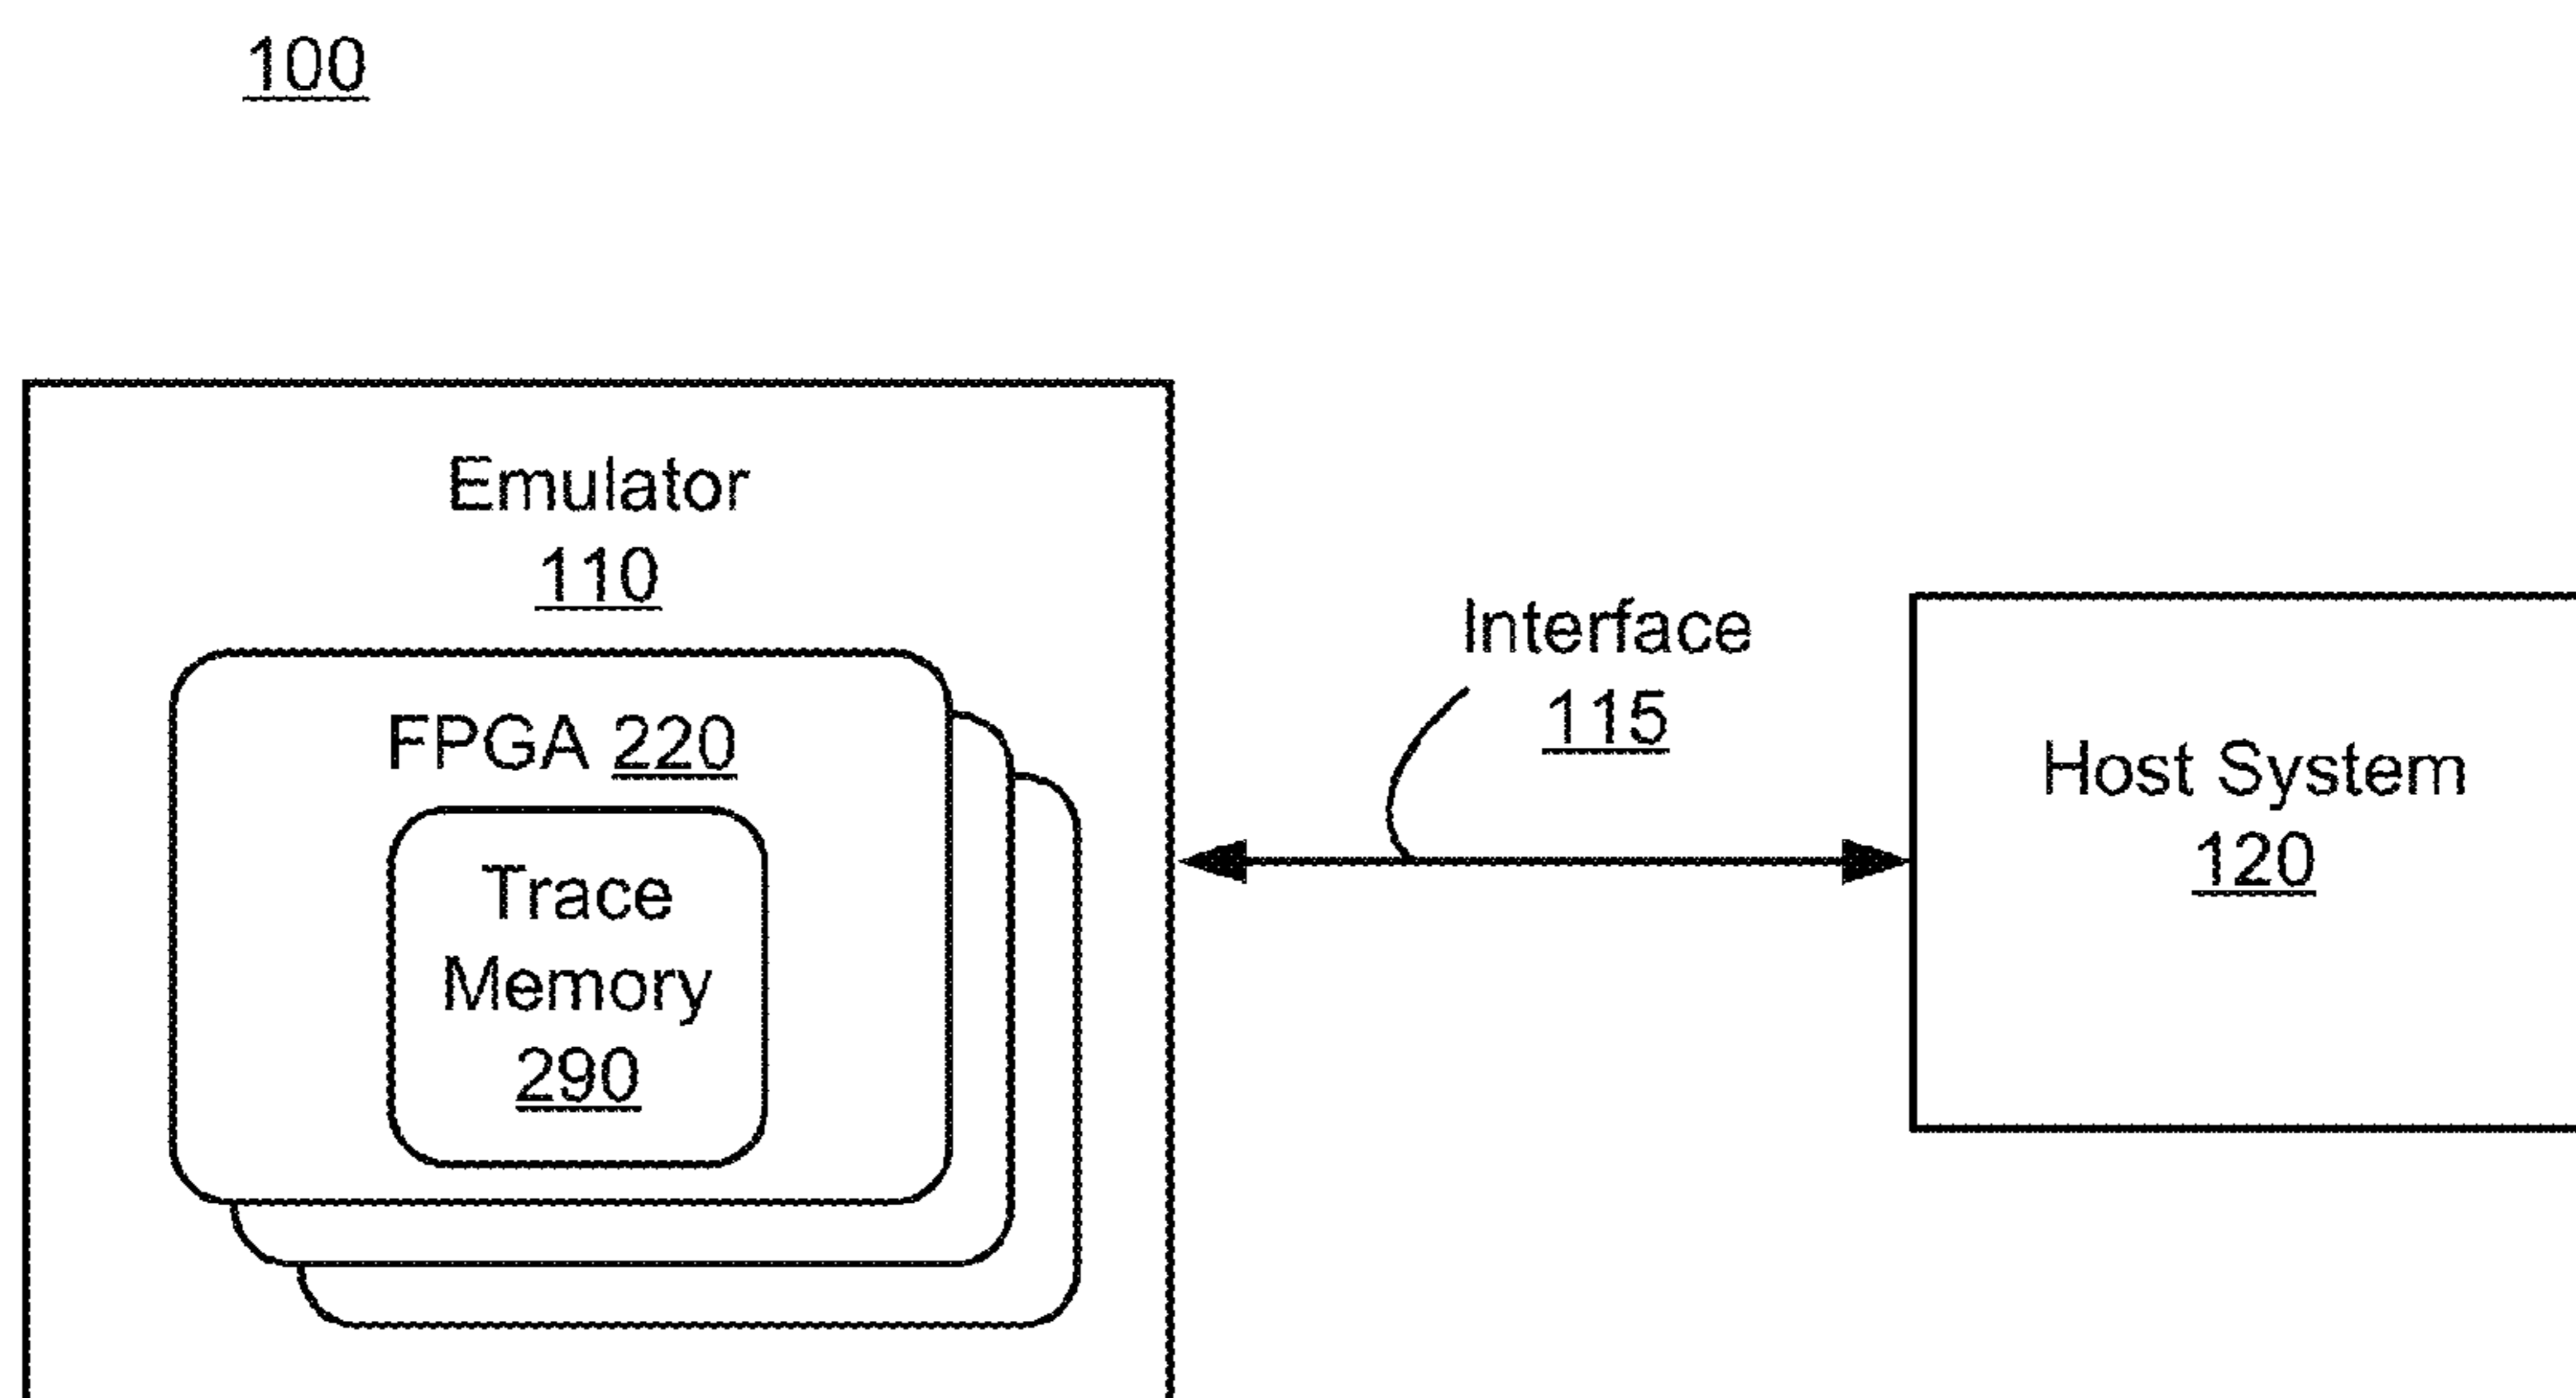 100
Emulator
110
FPGA 220
Trace
Memory
290
Interface
115
Host System
120